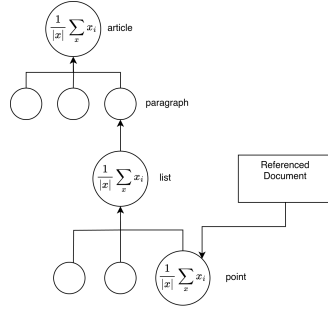 1/|x| ∑_x x_i article
paragraph
1/|x| ∑_x x_i list
Referenced
Document
1/|x| ∑_x x_i point